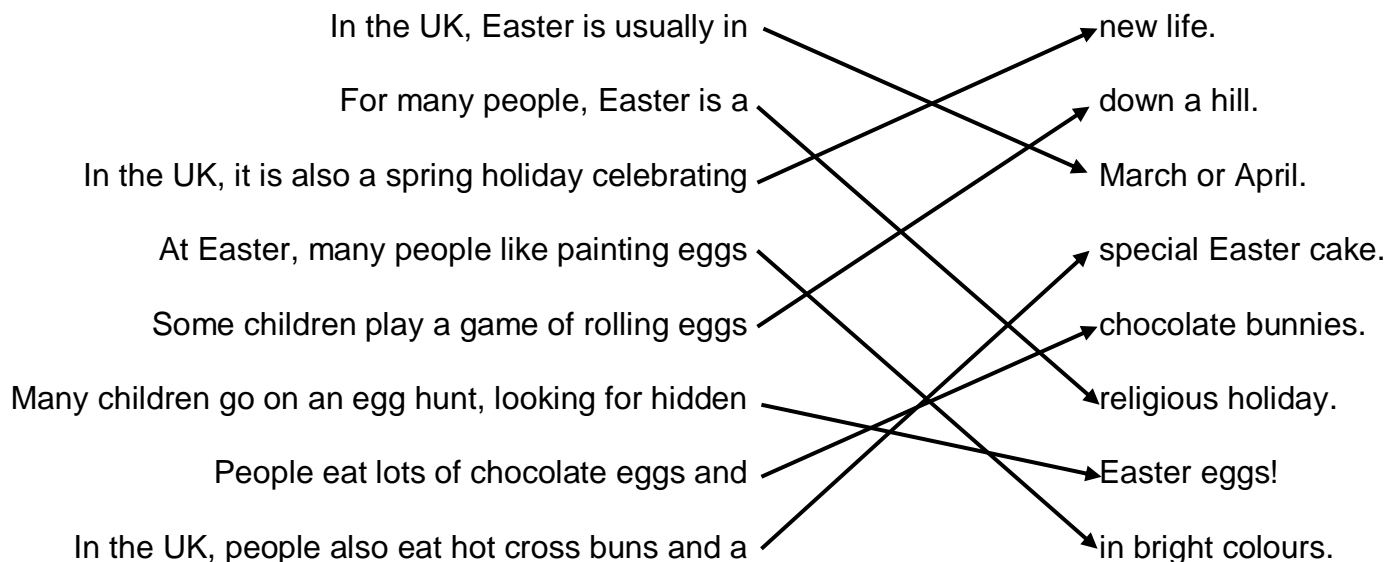 In the UK, Easter is usually in new life.
For many people, Easter is a down a hill.
In the UK, it is also a spring holiday celebrating March or April.
At Easter, many people like painting eggs special Easter cake.
Some children play a game of rolling eggs chocolate bunnies.
Many children go on an egg hunt, looking for hidden religious holiday.
People eat lots of chocolate eggs and Easter eggs!
In the UK, people also eat hot cross buns and a in bright colours.